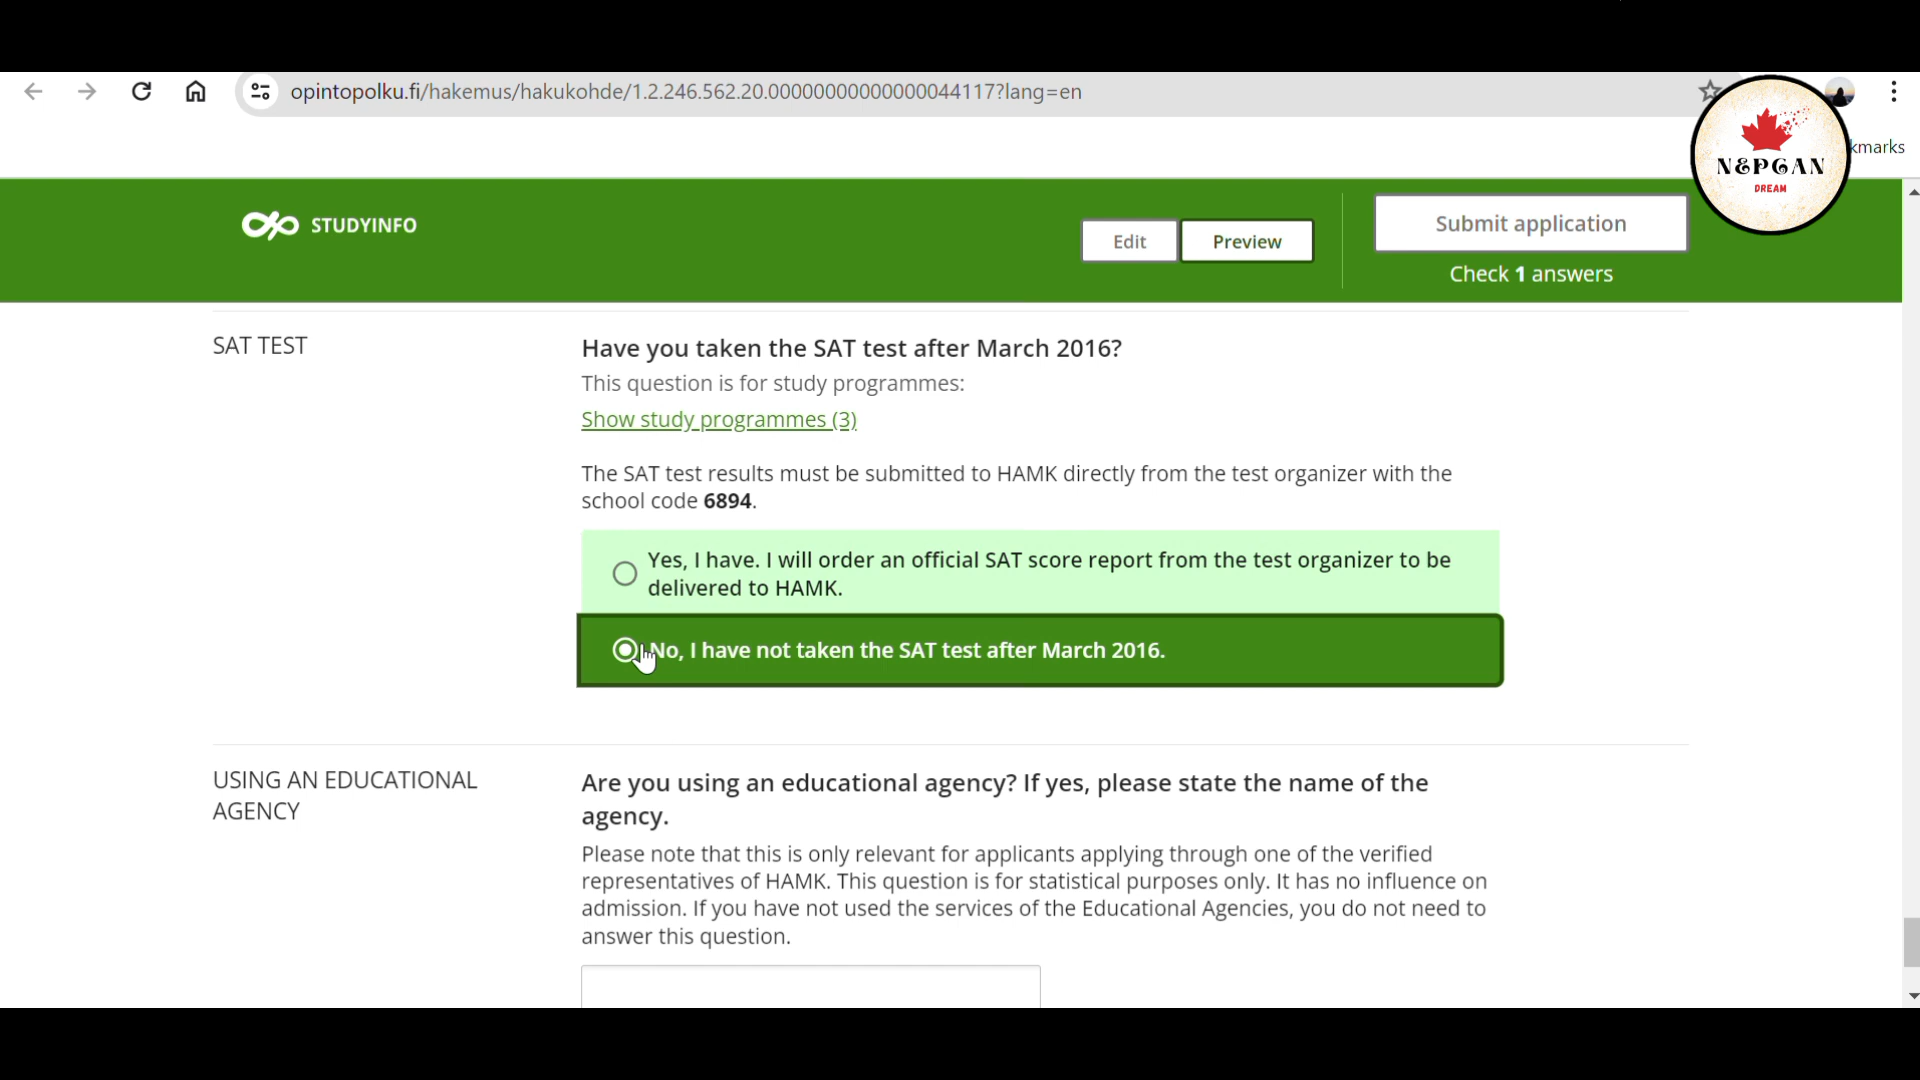 opintopolku.fi/hakemus/hakukohde/1.2.246.562.20.00000000000000044117?lang=en
kmarks
N&PGAN
DREAM
STUDYINFO
Edit
Preview
Submit application
Check 1 answers
SAT TEST
Have you taken the SAT test after March 2016?
This question is for study programmes:
Show study programmes (3)
The SAT test results must be submitted to HAMK directly from the test organizer with the
school code 6894.
Yes, I have. I will order an official SAT score report from the test organizer to be
delivered to HAMK.
No, I have not taken the SAT test after March 2016.
USING AN EDUCATIONAL
AGENCY
Are you using an educational agency? If yes, please state the name of the
agency.
Please note that this is only relevant for applicants applying through one of the verified
representatives of HAMK. This question is for statistical purposes only. It has no influence on
admission. If you have not used the services of the Educational Agencies, you do not need to
answer this question.